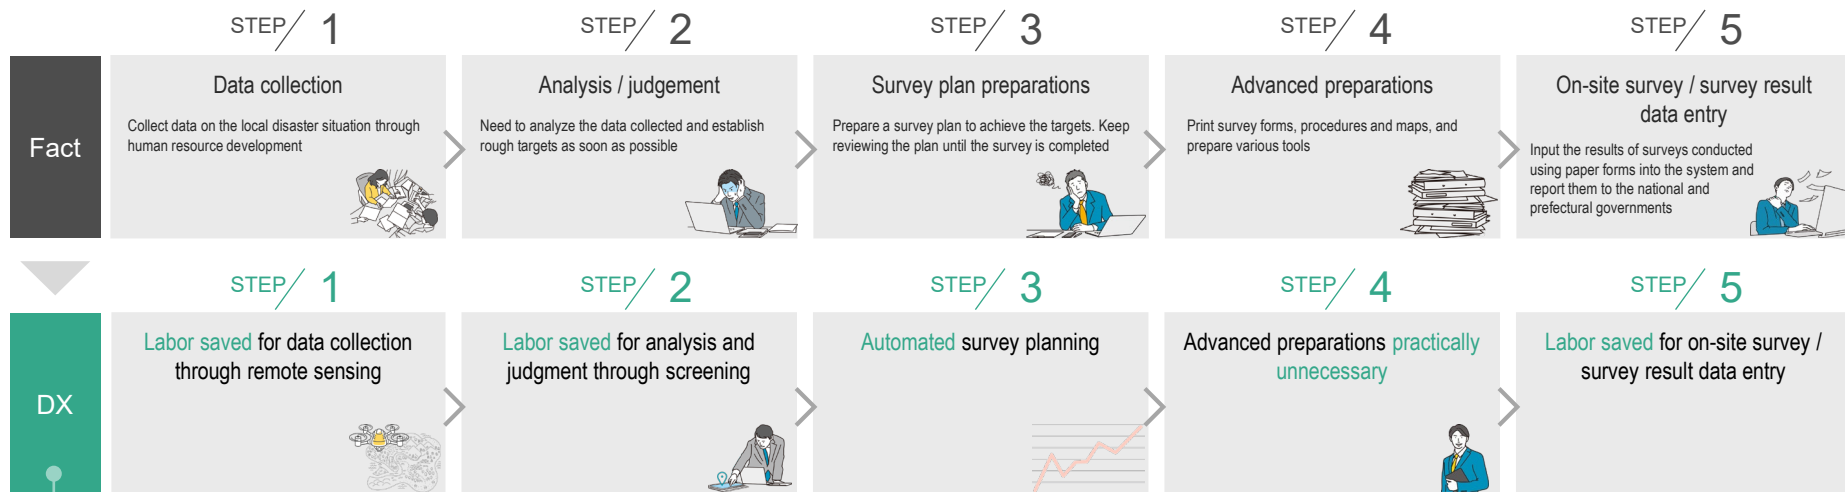 STEP 1
STEP 2
STEP 3
STEP 4
STEP 5
Fact
Data collection
Collect data on the local disaster situation through
human resource development
Analysis / judgement
Need to analyze the data collected and establish
rough targets as soon as possible
Survey plan preparations
Prepare a survey plan to achieve the targets. Keep
reviewing the plan until the survey is completed
Advanced preparations
Print survey forms, procedures and maps, and
prepare various tools
On-site survey / survey result
data entry
Input the results of surveys conducted
using paper forms into the system and
report them to the national and
prefectural governments
STEP 1
STEP 2
STEP 3
STEP 4
STEP 5
DX
Labor saved for data collection
through remote sensing
Labor saved for analysis and
judgment through screening
Automated survey planning
Advanced preparations practically
unnecessary
Labor saved for on-site survey /
survey result data entry